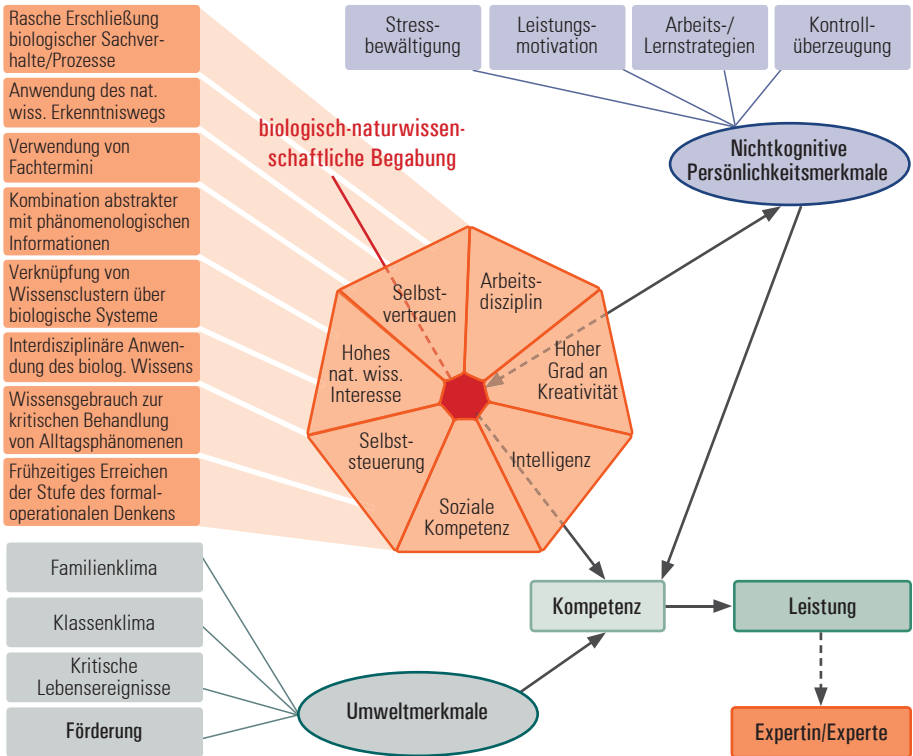 Rasche Erschließung
biologischer Sachver-
halte/Prozesse
Anwendung des nat.
wiss. Erkenntniswegs
Verwendung von
Fachtermini
Kombination abstrakter
mit phänomenologischen
Informationen
Verknüpfung von
Wissensclustern über
biologische Systeme
Interdisziplinäre Anwen-
dung des biolog. Wissens
Wissensgebrauch zur
kritischen Behandlung
von Alltagsphänomenen
Frühzeitiges Erreichen
der Stufe des formal-
operationalen Denkens
Stress-
bewältigung
Leistungs-
motivation
Arbeits-/
Lernstrategien
Kontroll-
überzeugung
Nichtkognitive
Persönlichkeitsmerkmale
biologisch-naturwissen-
schaftliche Begabung
Selbst-
vertrauen
Arbeits-
disziplin
Hohes
nat. wiss.
Interesse
Hoher
Grad an
Kreativität
Selbst-
steuerung
Intelligenz
Soziale
Kompetenz
Familienklima
Klassenklima
Kritische
Lebensereignisse
Förderung
Umweltmerkmale
Kompetenz
Leistung
Expertin/Experte